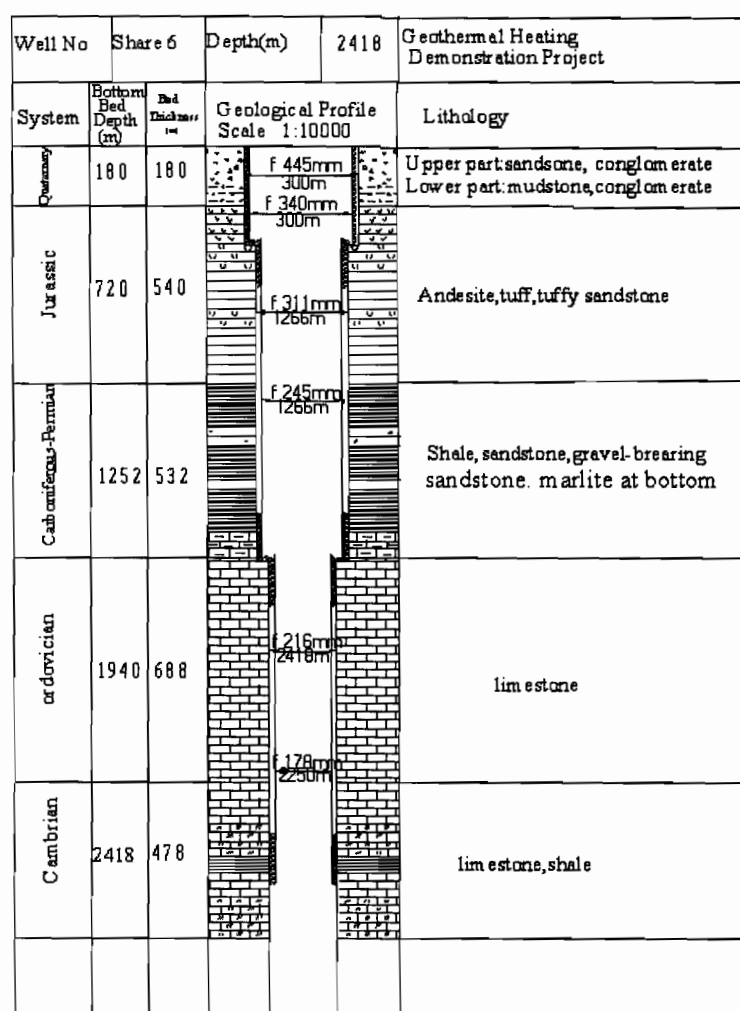 Well No Share 6 Depth(m) 2418 Geothermal Heating
Demonstration Project
System Bottom Bed Depth (m) Bed Thickness Geological Profile Scale 1:10000 Lithology
Quaternary 180 180 Upper part:sandsone, conglomerate
Lower part:mudstone,conglomerate
f 445mm
300m
f 340mm
300m
Jurassic 720 540 Andesite,tuff,tuffy sandstone
f 311mm
1266m
f 245mm
1266m
Carboniferous-Permian 1252 532 Shale, sandstone, gravel-brearing
sandstone. marlite at bottom
ordovician 1940 688 limestone
f 216mm
2418m
f 178mm
2250m
Cambrian 2418 478 limestone,shale